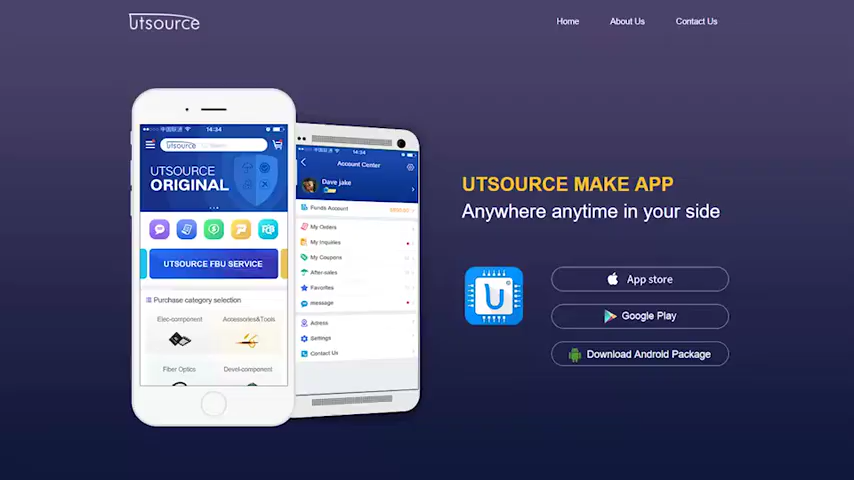 utsource
Home
About Us
Contact Us
14:34
utsource
UTSOURCE
ORIGINAL
UTSOURCE FBU SERVICE
Purchase category selection
Elec-component
Accessories&Tools
Fiber Optics
Devel-component
14:34
Account Center
Dave jake
Funds Account
My Orders
My Inquiries
My Coupons
After-sales
Favorites
message
Adress
Settings
Contact Us
UTSOURCE MAKE APP
Anywhere anytime in your side
U
App store
Google Play
Download Android Package